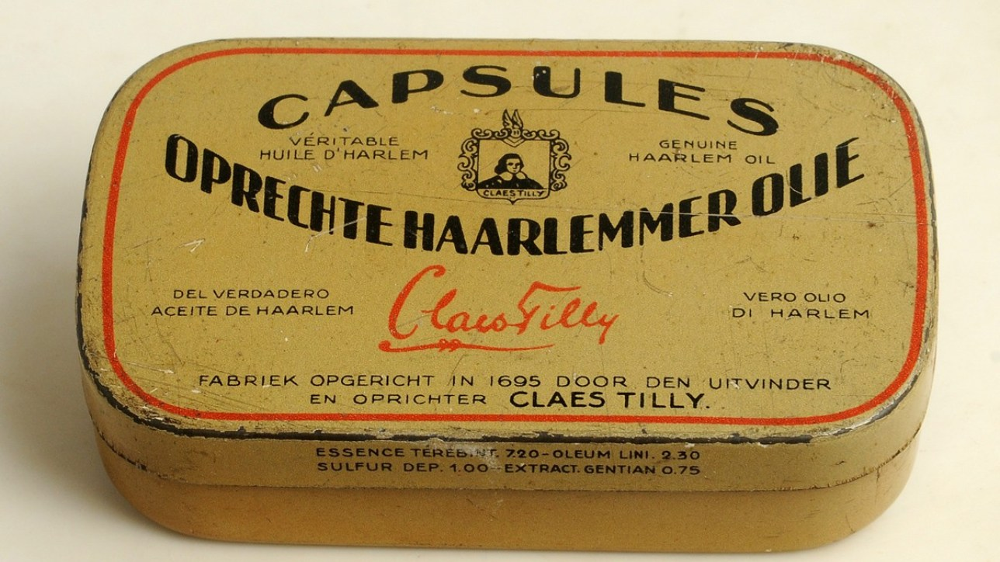 CAPSULES
VÉRITABLE
HUILE D'HARLEM
GENUINE
HAARLEM OIL
CLAES TILLY
OPRECHTE HAARLEMMER OLIE
Claes Tilly
DEL VERDADERO
ACEITE DE HAARLEM
VERO OLIO
DI HARLEM
FABRIEK OPGERICHT IN 1695 DOOR DEN UITVINDER
EN OPRICHTER CLAES TILLY.
ESSENCE TÉRÉBINT. 7.20-OLEUM LINI. 2.30
SULFUR DEP. 1.00-EXTRACT. GENTIAN 0.75